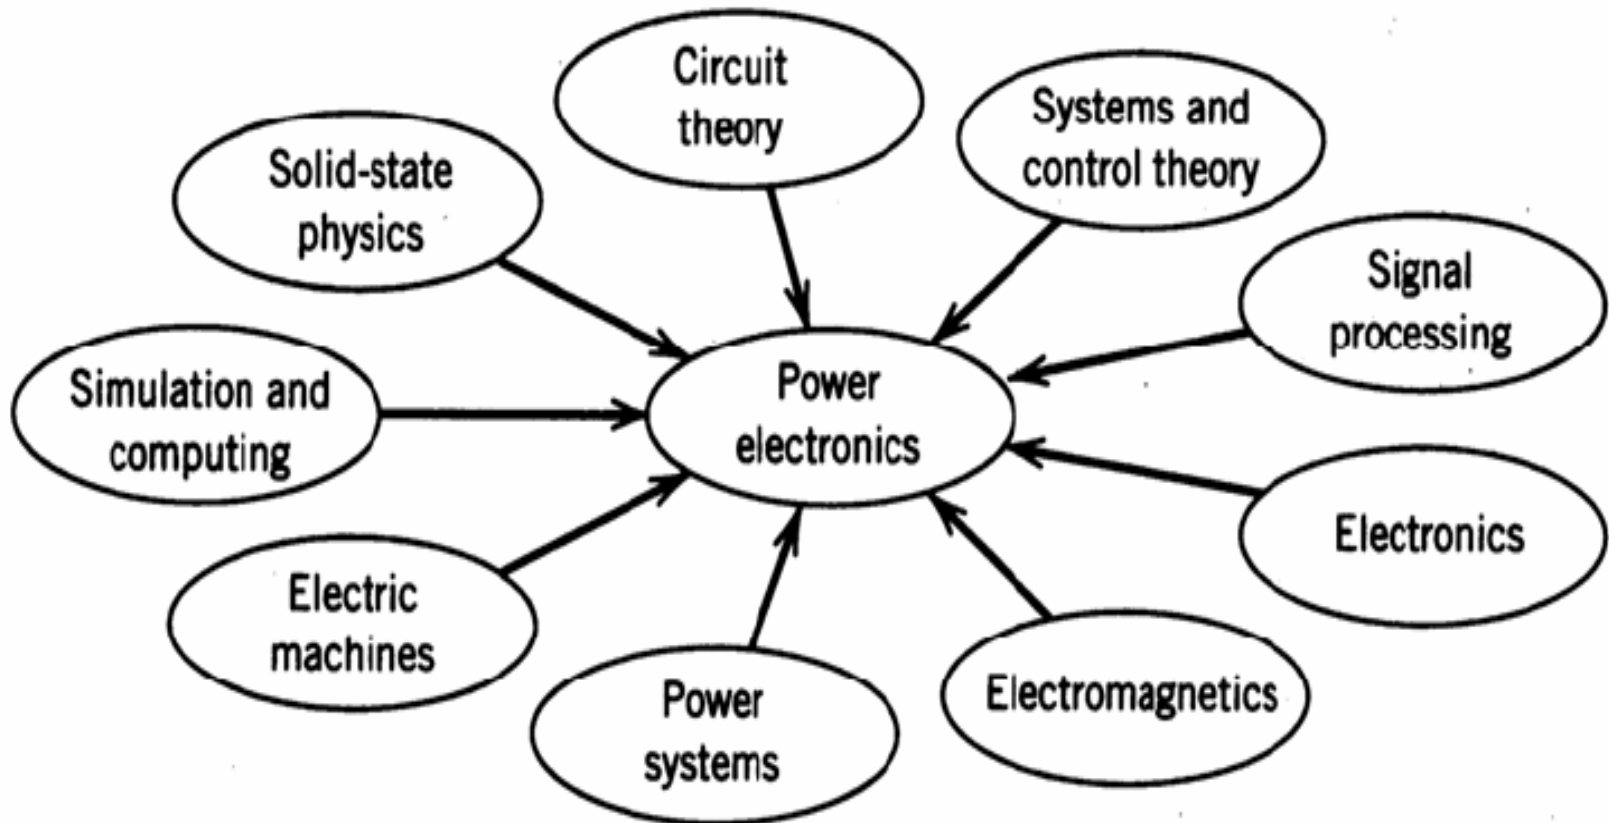 Circuit
theory
Systems and
control theory
Solid-state
physics
Signal
processing
Simulation and
computing
Power
electronics
Electronics
Electric
machines
Power
systems
Electromagnetics